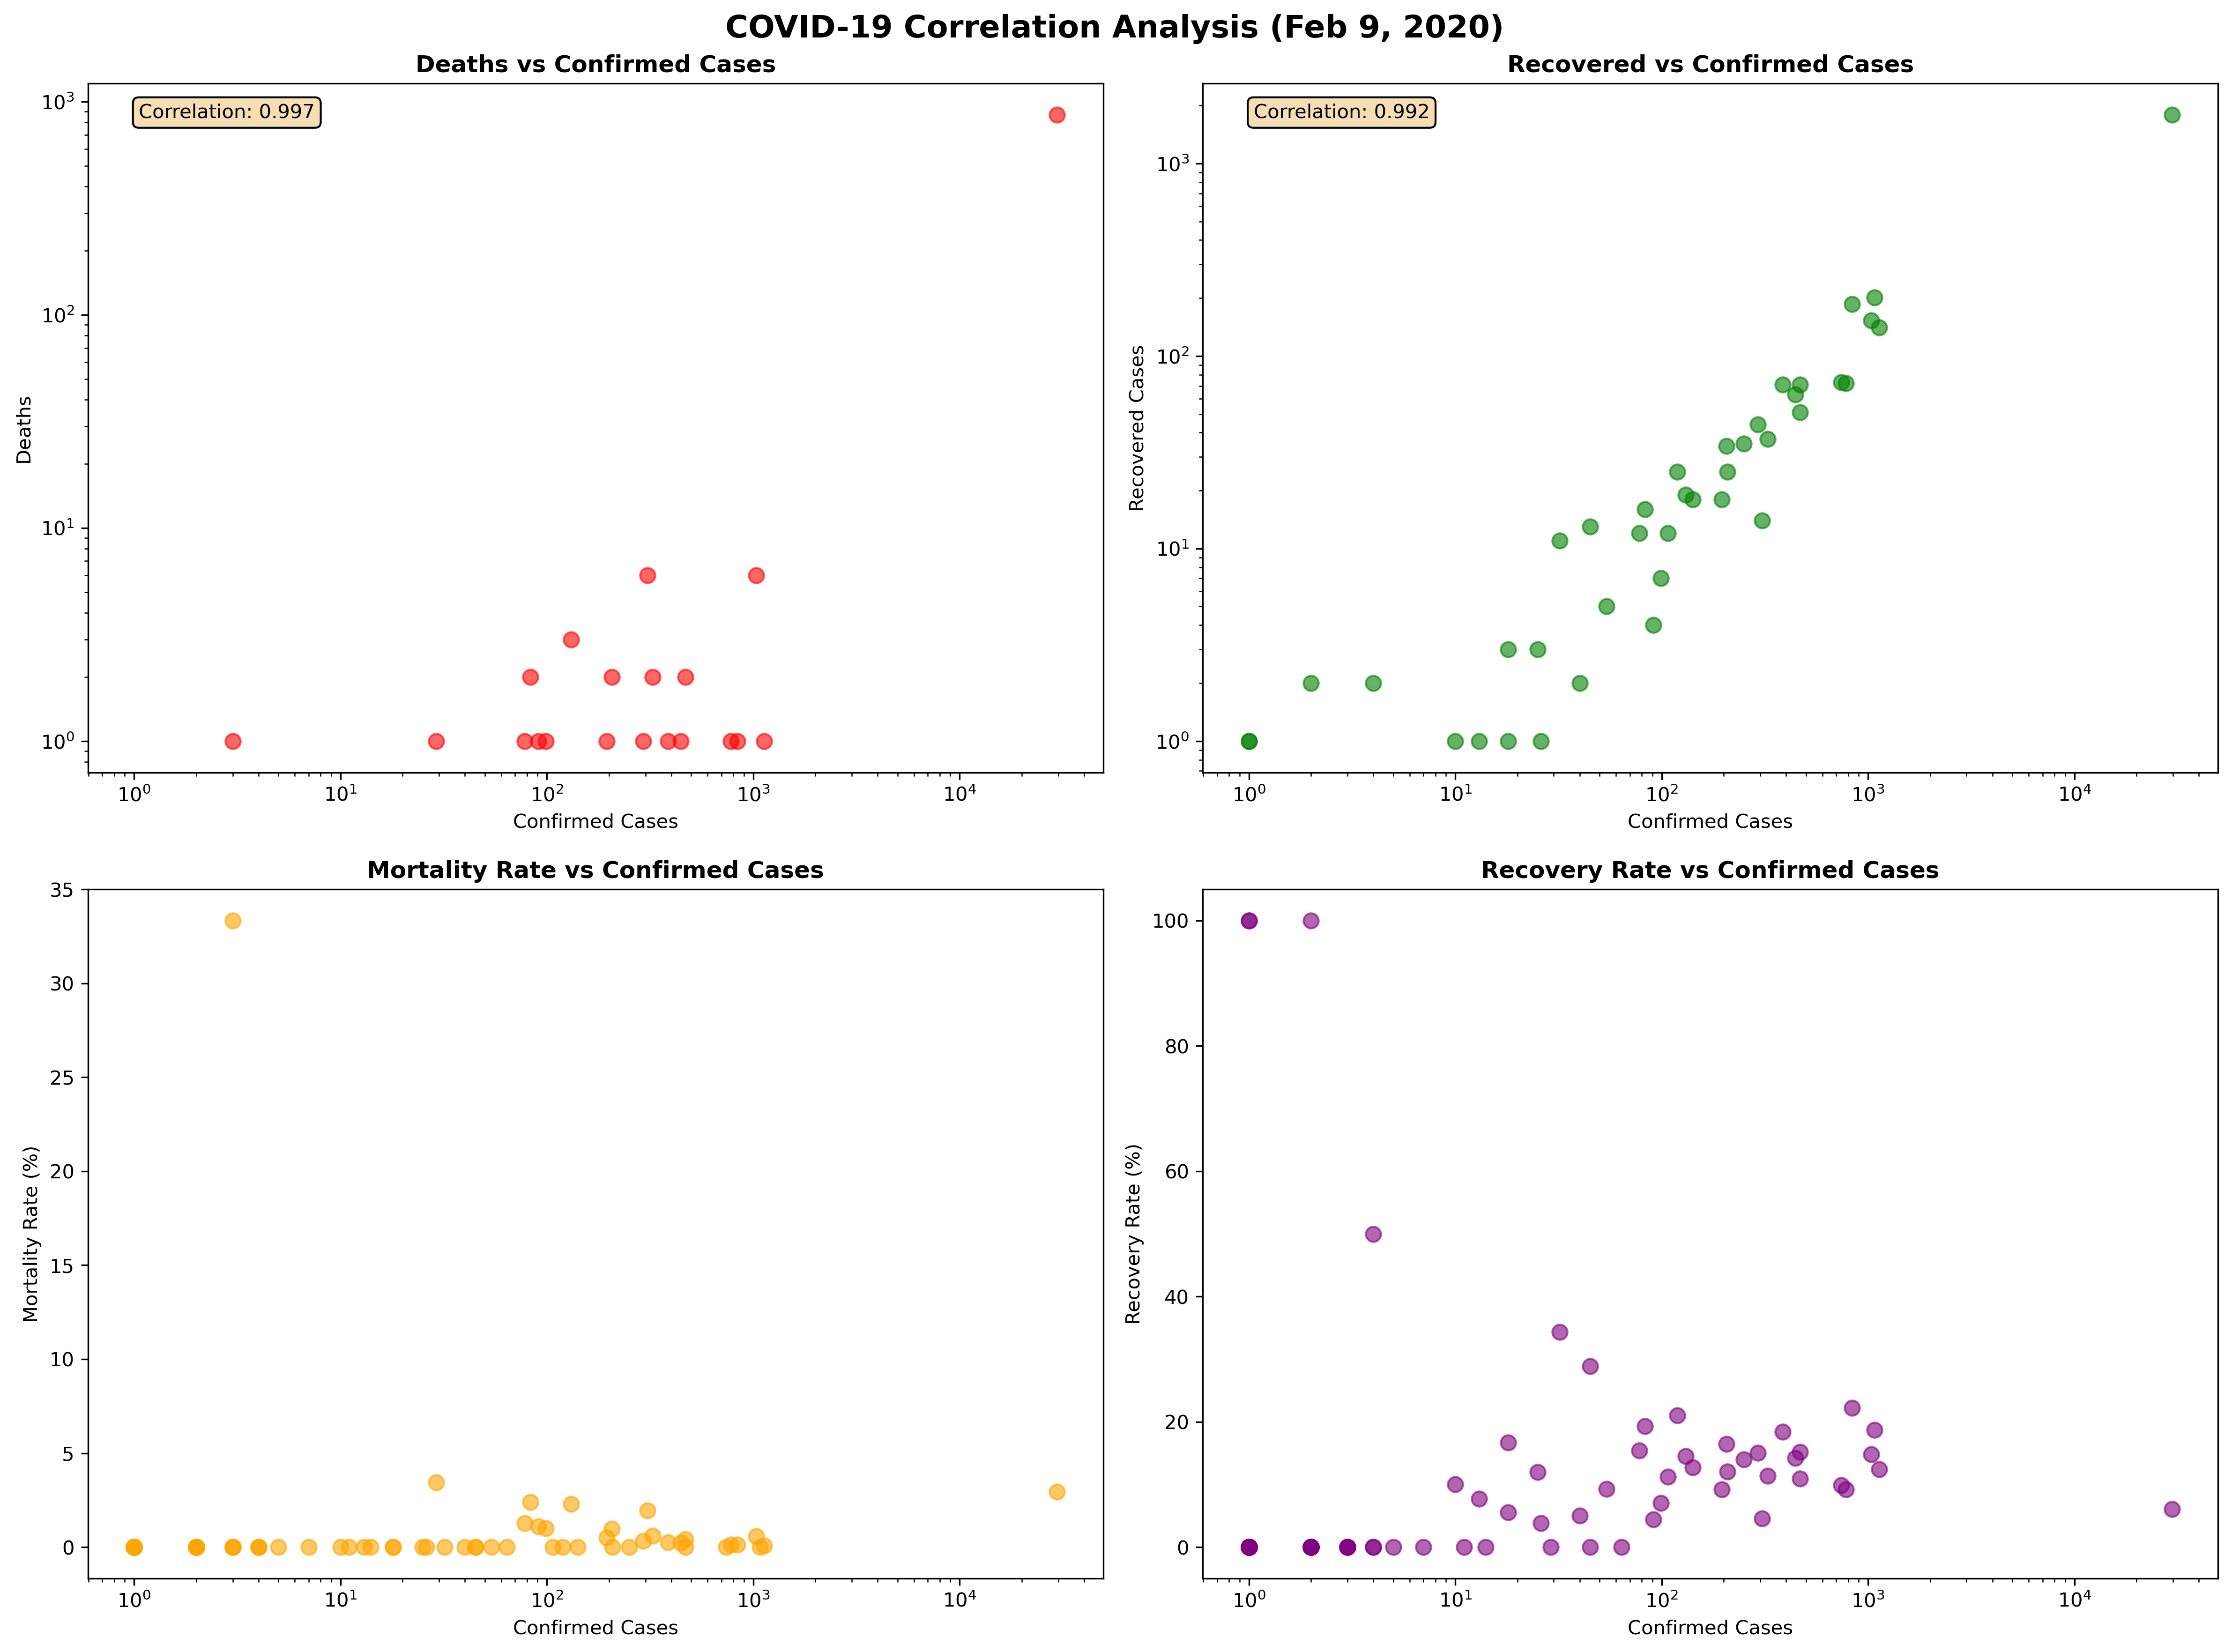 COVID-19 Correlation Analysis (Feb 9, 2020)
Deaths vs Confirmed Cases
Correlation: 0.997
10³
10²
10¹
10⁰
Deaths
10⁰ 10¹ 10² 10³ 10⁴
Confirmed Cases
Recovered vs Confirmed Cases
Correlation: 0.992
10³
10²
10¹
10⁰
Recovered Cases
10⁰ 10¹ 10² 10³ 10⁴
Confirmed Cases
Mortality Rate vs Confirmed Cases
35
30
25
20
15
10
5
0
Mortality Rate (%)
10⁰ 10¹ 10² 10³ 10⁴
Confirmed Cases
Recovery Rate vs Confirmed Cases
100
80
60
40
20
0
Recovery Rate (%)
10⁰ 10¹ 10² 10³ 10⁴
Confirmed Cases